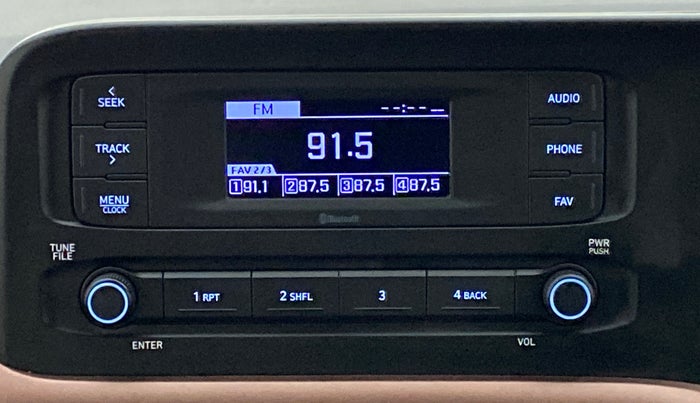 < SEEK
FM --:-- --
AUDIO
91.5
TRACK >
PHONE
FAV 2/3
1 91.1 2 87.5 3 87.5 4 87.5
MENU
CLOCK
FAV
Bluetooth
TUNE
FILE
PWR
PUSH
1 RPT 2 SHFL 3 4 BACK
ENTER VOL